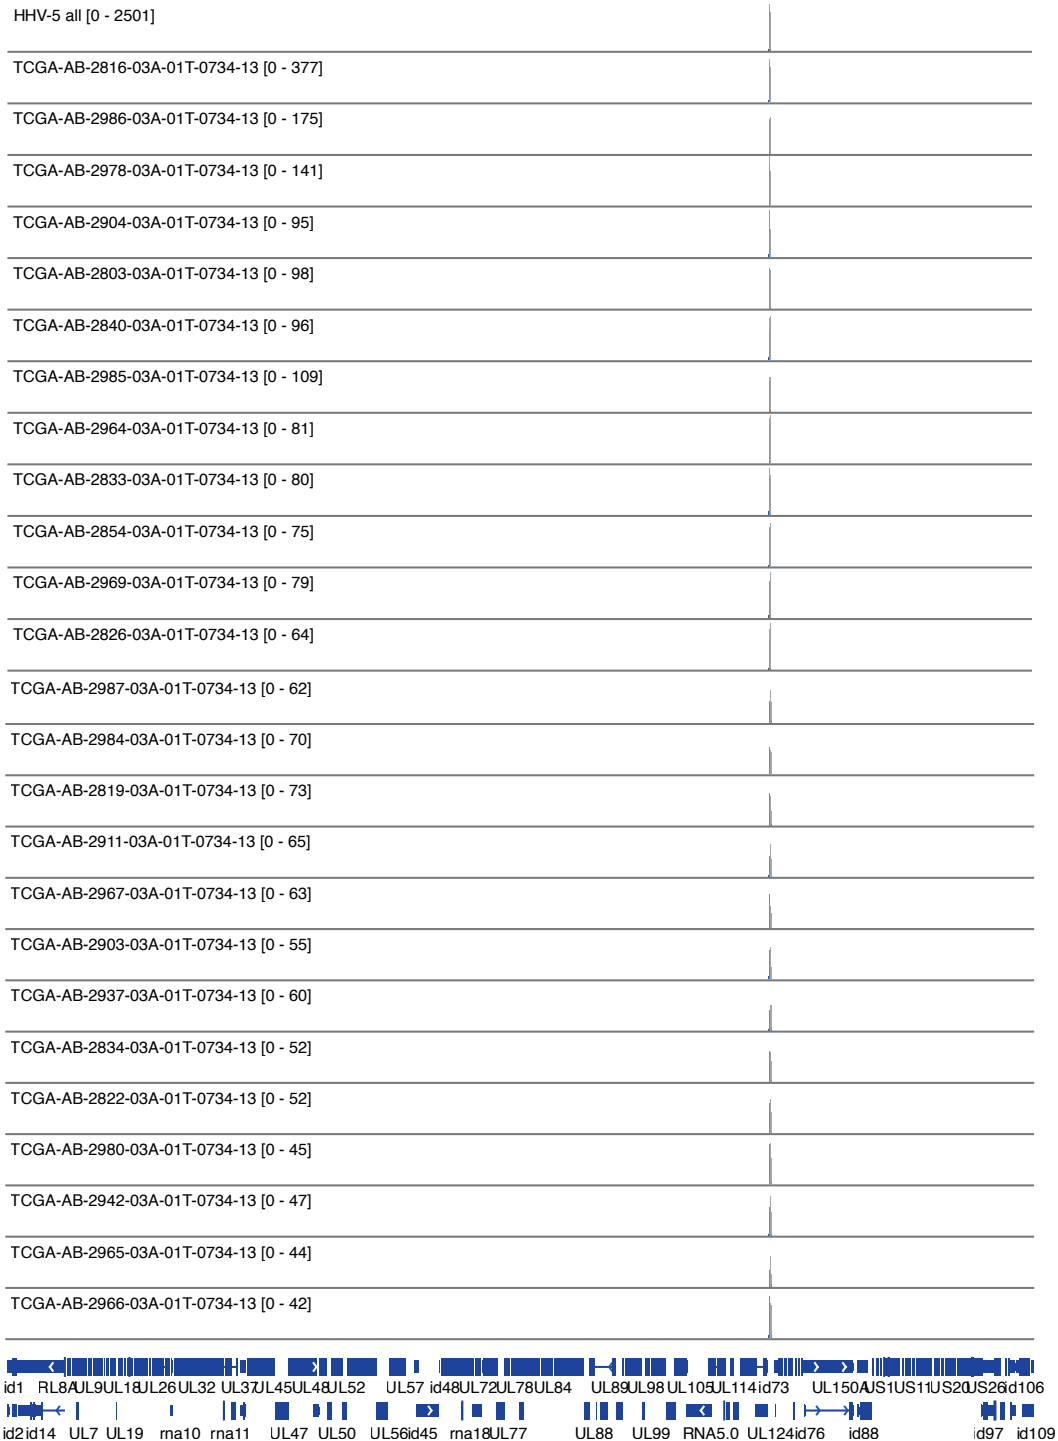 HHV-5 all [0 - 2501]
TCGA-AB-2816-03A-01T-0734-13 [0 - 377]
TCGA-AB-2986-03A-01T-0734-13 [0 - 175]
TCGA-AB-2978-03A-01T-0734-13 [0 - 141]
TCGA-AB-2904-03A-01T-0734-13 [0 - 95]
TCGA-AB-2803-03A-01T-0734-13 [0 - 98]
TCGA-AB-2840-03A-01T-0734-13 [0 - 96]
TCGA-AB-2985-03A-01T-0734-13 [0 - 109]
TCGA-AB-2964-03A-01T-0734-13 [0 - 81]
TCGA-AB-2833-03A-01T-0734-13 [0 - 80]
TCGA-AB-2854-03A-01T-0734-13 [0 - 75]
TCGA-AB-2969-03A-01T-0734-13 [0 - 79]
TCGA-AB-2826-03A-01T-0734-13 [0 - 64]
TCGA-AB-2987-03A-01T-0734-13 [0 - 62]
TCGA-AB-2984-03A-01T-0734-13 [0 - 70]
TCGA-AB-2819-03A-01T-0734-13 [0 - 73]
TCGA-AB-2911-03A-01T-0734-13 [0 - 65]
TCGA-AB-2967-03A-01T-0734-13 [0 - 63]
TCGA-AB-2903-03A-01T-0734-13 [0 - 55]
TCGA-AB-2937-03A-01T-0734-13 [0 - 60]
TCGA-AB-2834-03A-01T-0734-13 [0 - 52]
TCGA-AB-2822-03A-01T-0734-13 [0 - 52]
TCGA-AB-2980-03A-01T-0734-13 [0 - 45]
TCGA-AB-2942-03A-01T-0734-13 [0 - 47]
TCGA-AB-2965-03A-01T-0734-13 [0 - 44]
TCGA-AB-2966-03A-01T-0734-13 [0 - 42]
id1 RL8A UL9 UL18 UL26 UL32 UL37 UL45 UL48 UL52 UL57 id48 UL72 UL78 UL84 UL89 UL98 UL105 UL114 id73 UL150A US1 US11 US20 US26 id106
id2 id14 UL7 UL19 rna10 rna11 UL47 UL50 UL56 id45 rna18 UL77 UL88 UL99 RNA5.0 UL124 id76 id88 id97 id109